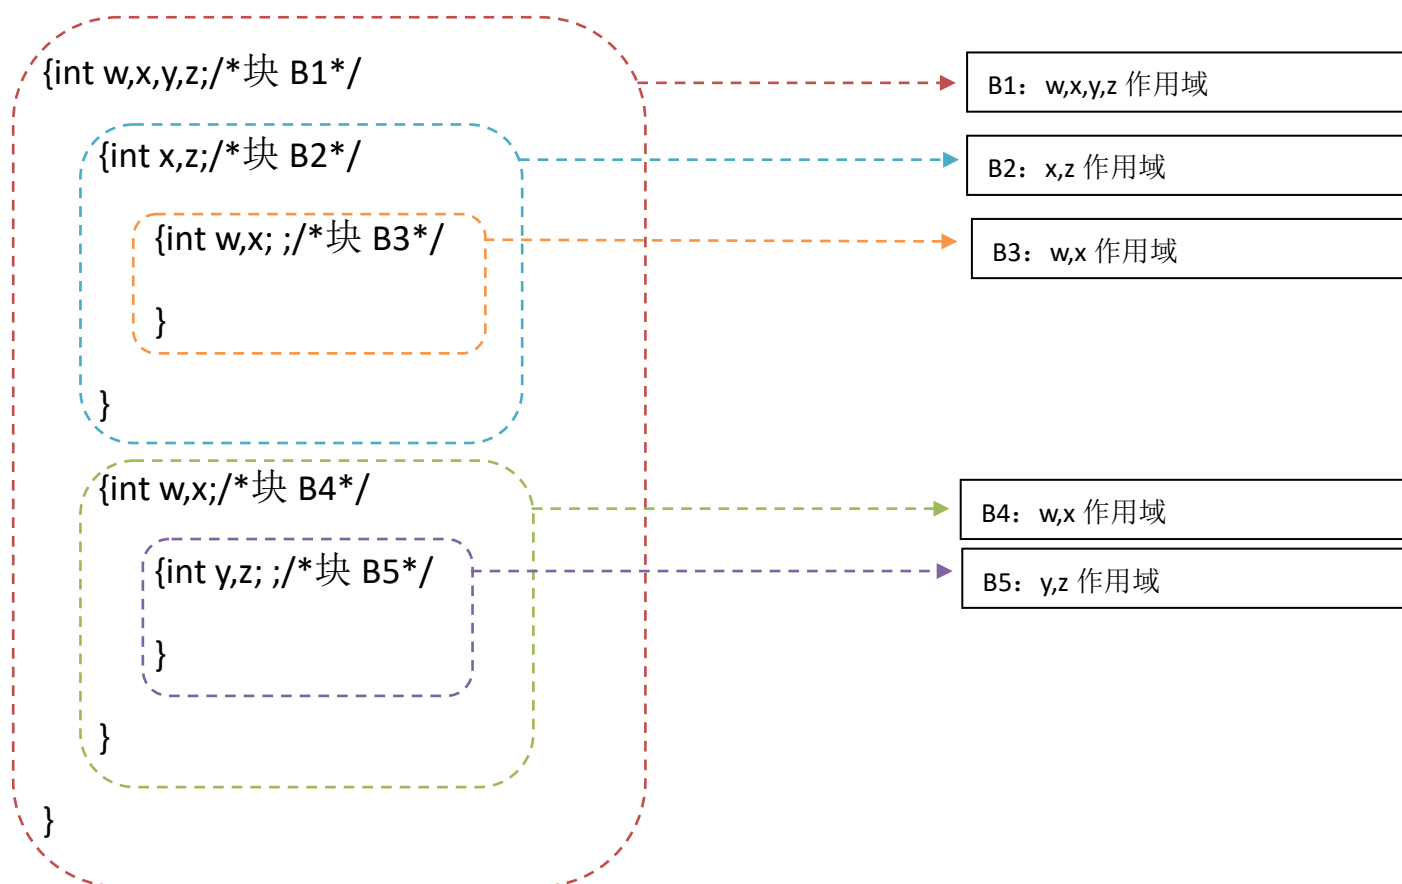 {int w,x,y,z;/*块 B1*/
B1：w,x,y,z 作用域
{int x,z;/*块 B2*/
B2：x,z 作用域
{int w,x; ;/*块 B3*/
B3：w,x 作用域
}
}
{int w,x;/*块 B4*/
B4：w,x 作用域
{int y,z; ;/*块 B5*/
B5：y,z 作用域
}
}
}